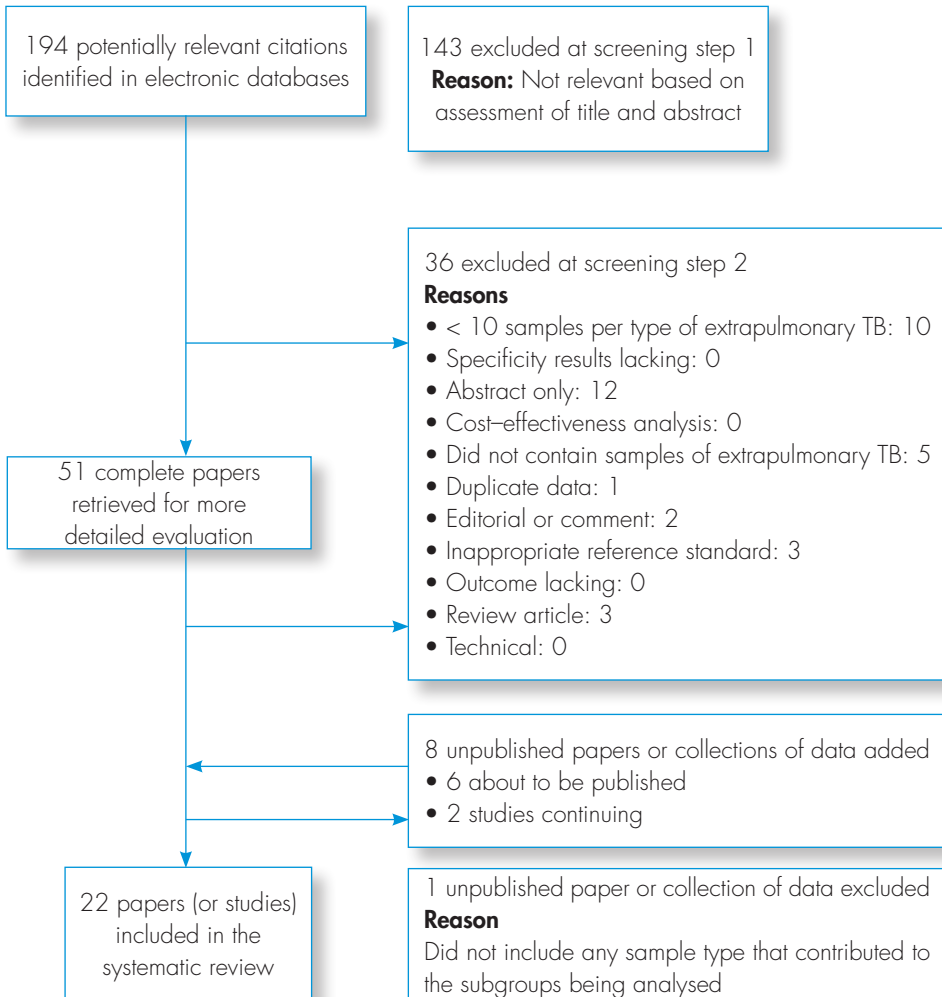 194 potentially relevant citations
identified in electronic databases
143 excluded at screening step 1
Reason: Not relevant based on
assessment of title and abstract
36 excluded at screening step 2
Reasons
• < 10 samples per type of extrapulmonary TB: 10
• Specificity results lacking: 0
• Abstract only: 12
• Cost–effectiveness analysis: 0
• Did not contain samples of extrapulmonary TB: 5
• Duplicate data: 1
• Editorial or comment: 2
• Inappropriate reference standard: 3
• Outcome lacking: 0
• Review article: 3
• Technical: 0
51 complete papers
retrieved for more
detailed evaluation
8 unpublished papers or collections of data added
• 6 about to be published
• 2 studies continuing
22 papers (or studies)
included in the
systematic review
1 unpublished paper or collection of data excluded
Reason
Did not include any sample type that contributed to
the subgroups being analysed